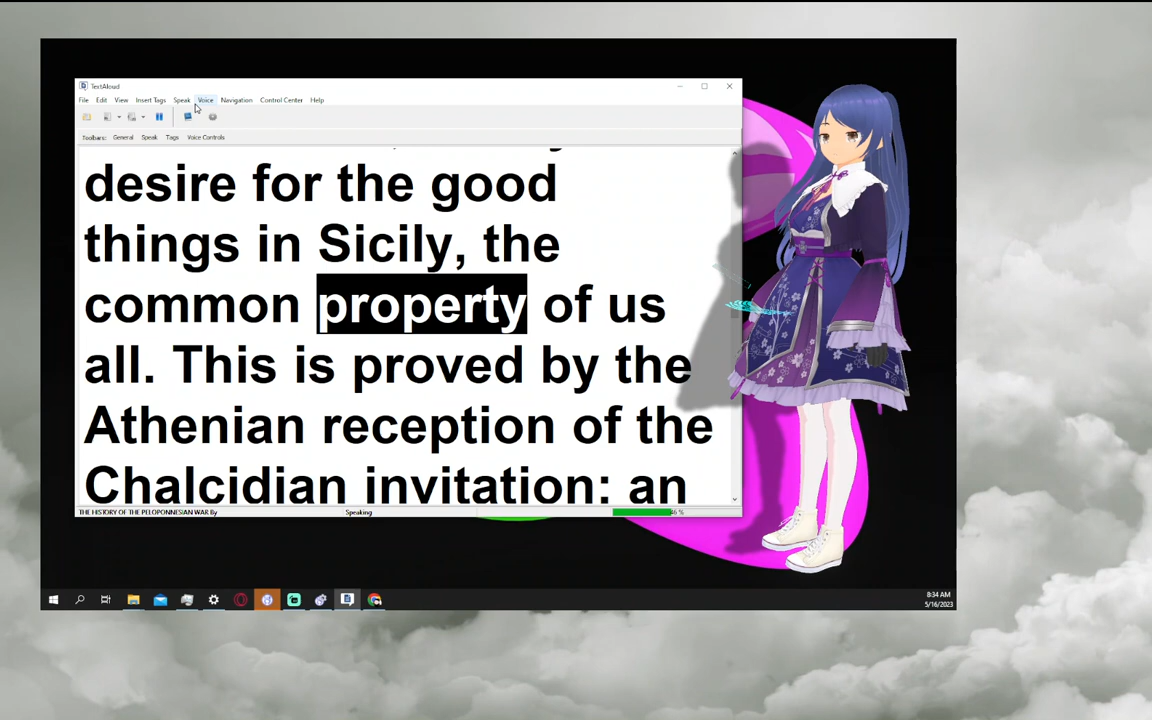 TextAloud
File Edit View Insert Tags Speak Voice Navigation Control Center Help
Toolbars: General Speak Tags Voice Controls
desire for the good
things in Sicily, the
common property of us
all. This is proved by the
Athenian reception of the
Chalcidian invitation: an
THE HISTORY OF THE PELOPONNESIAN WAR By Speaking 46 %
8:34 AM
5/16/2023